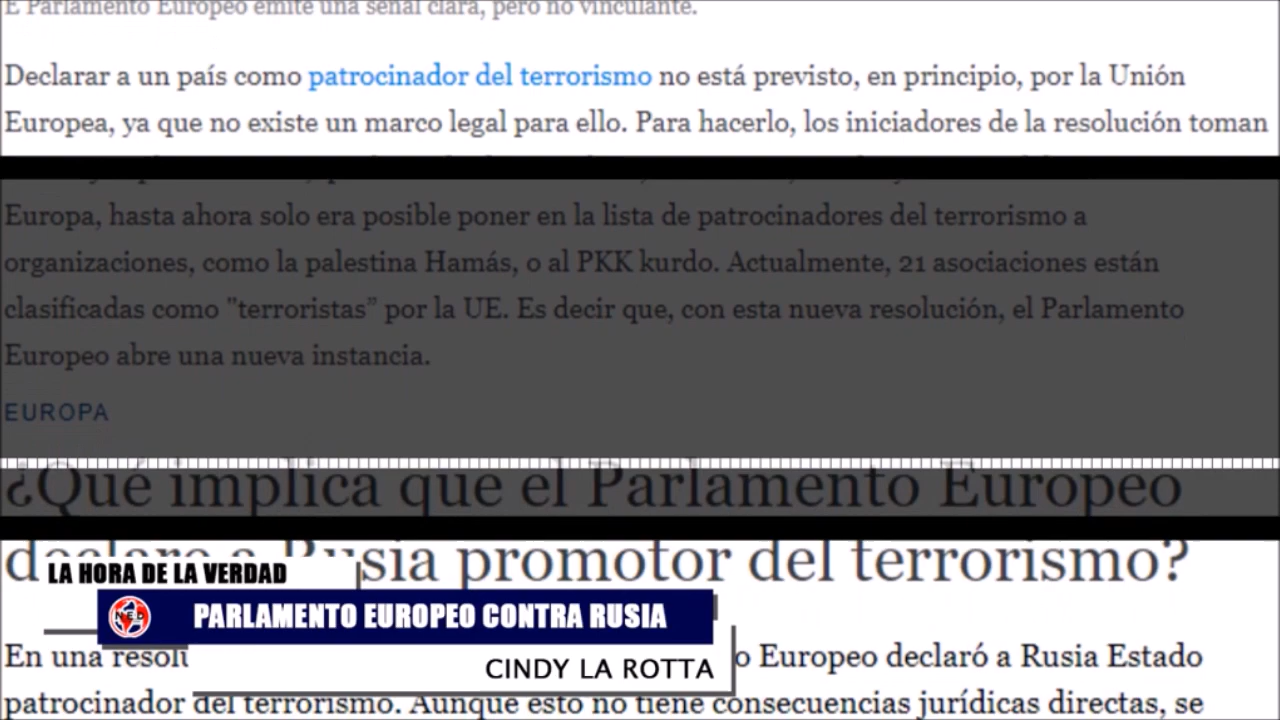 E Parlamento Europeo emite una señal clara, pero no vinculante.
Declarar a un país como patrocinador del terrorismo no está previsto, en principio, por la Unión
Europea, ya que no existe un marco legal para ello. Para hacerlo, los iniciadores de la resolución toman
Europa, hasta ahora solo era posible poner en la lista de patrocinadores del terrorismo a
organizaciones, como la palestina Hamás, o al PKK kurdo. Actualmente, 21 asociaciones están
clasificadas como "terroristas” por la UE. Es decir que, con esta nueva resolución, el Parlamento
Europeo abre una nueva instancia.
EUROPA
¿Qué implica que el Parlamento Europeo
declare a Rusia promotor del terrorismo?
LA HORA DE LA VERDAD
PARLAMENTO EUROPEO CONTRA RUSIA
CINDY LA ROTTA
En una resolu o Europeo declaró a Rusia Estado
patrocinador del terrorismo. Aunque esto no tiene consecuencias jurídicas directas, se